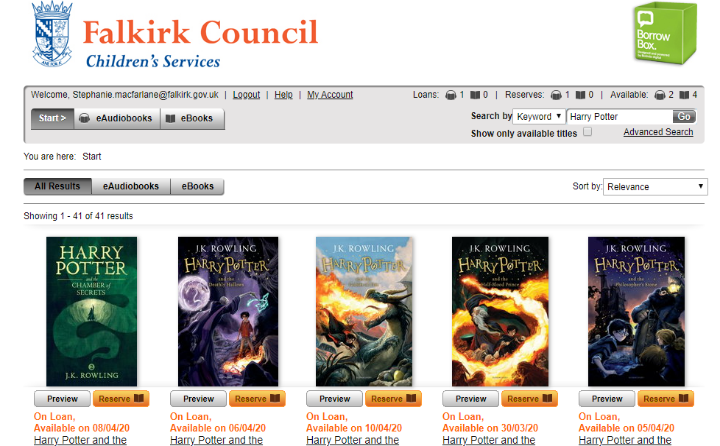 Falkirk Council
Children's Services
Borrow
Box.
Welcome, Stephanie.macfarlane@falkirk.gov.uk | Logout | Help | My Account
Loans: 1 0 | Reserves: 1 0 | Available: 2 4
Start > eAudiobooks eBooks
Search by Keyword Harry Potter Go
Show only available titles Advanced Search
You are here: Start
All Results eAudiobooks eBooks
Sort by: Relevance
Showing 1 - 41 of 41 results
HARRY
POTTER
and the
CHAMBER of
SECRETS
J.K. ROWLING
J.K. ROWLING
HARRY POTTER
and the
Deathly Hallows
J.K. ROWLING
HARRY POTTER
J.K. ROWLING
HARRY POTTER
and the
Half-Blood Prince
J.K. ROWLING
HARRY POTTER
and the
Philosopher's Stone
Preview Reserve
Preview Reserve
Preview Reserve
Preview Reserve
Preview Reserve
On Loan,
Available on 08/04/20
Harry Potter and the
On Loan,
Available on 06/04/20
Harry Potter and the
On Loan,
Available on 10/04/20
Harry Potter and the
On Loan,
Available on 30/03/20
Harry Potter and the
On Loan,
Available on 05/04/20
Harry Potter and the